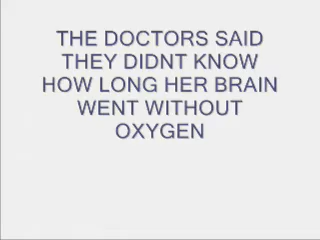 THE DOCTORS SAID
THEY DIDNT KNOW
HOW LONG HER BRAIN
WENT WITHOUT
OXYGEN